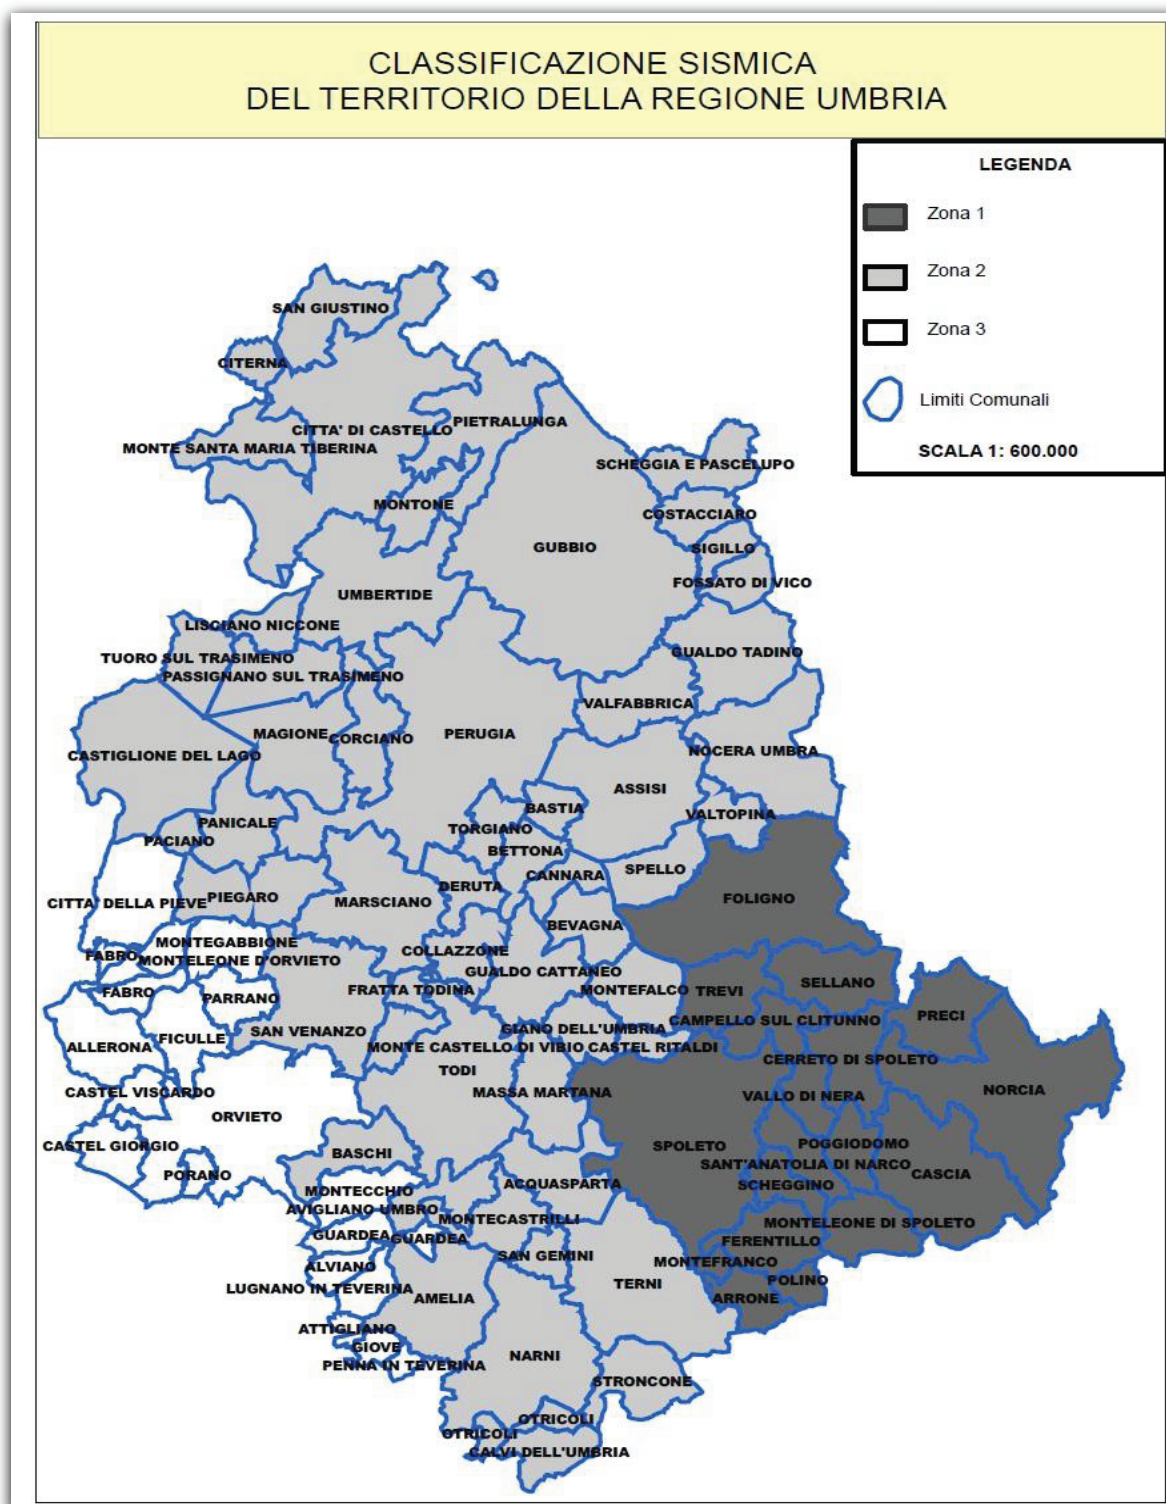 CLASSIFICAZIONE SISMICA
DEL TERRITORIO DELLA REGIONE UMBRIA
LEGENDA
Zona 1
Zona 2
Zona 3
Limiti Comunali
SCALA 1: 600.000
SAN GIUSTINO
CITERNA
CITTA' DI CASTELLO
PIETRALUNGA
MONTE SANTA MARIA TIBERINA
SCHEGGIA E PASCELUPO
MONTONE
COSTACCIARO
GUBBIO
SIGILLO
FOSSATO DI VICO
UMBERTIDE
LISCIANO NICCONE
TUORO SUL TRASIMENO
GUALDO TADINO
PASSIGNANO SUL TRASIMENO
VALFABBRICA
MAGIONE
CORCIANO
PERUGIA
CASTIGLIONE DEL LAGO
NOCERA UMBRA
ASSISI
BASTIA
VALTOPINA
PANICALE
TORGIANO
PACIANO
BETTONA
SPELLO
CANNARA
DERUTA
PIEGARO
FOLIGNO
CITTA' DELLA PIEVE
MARSCIANO
BEVAGNA
MONTEGABBIONE
COLLAZZONE
FABRO
MONTELEONE D'ORVIETO
GUALDO CATTANEO
SELLANO
FABRO
PARRANO
FRATTA TODINA
MONTEFALCO
TREVI
PRECI
CAMPELLO SUL CLITUNNO
SAN VENANZO
GIANO DELL'UMBRIA
FICULLE
ALLERONA
MONTE CASTELLO DI VIBIO
CASTEL RITALDI
CERRETO DI SPOLETO
TODI
NORCIA
CASTEL VISCARDO
MASSA MARTANA
VALLO DI NERA
ORVIETO
CASTEL GIORGIO
BASCHI
SPOLETO
POGGIODOMO
SANT'ANATOLIA DI NARCO
PORANO
CASCIA
ACQUASPARTA
SCHEGGINO
MONTECCHIO
AVIGLIANO UMBRO
MONTECASTRILLI
MONTELEONE DI SPOLETO
GUARDEA
GUARDEA
FERENTILLO
SAN GEMINI
MONTEFRANCO
ALVIANO
POLINO
LUGNANO IN TEVERINA
TERNI
AMELIA
ARRONE
ATTIGLIANO
GIOVE
NARNI
PENNA IN TEVERINA
STRONCONE
OTRICOLI
OTRICOLI
CALVI DELL'UMBRIA